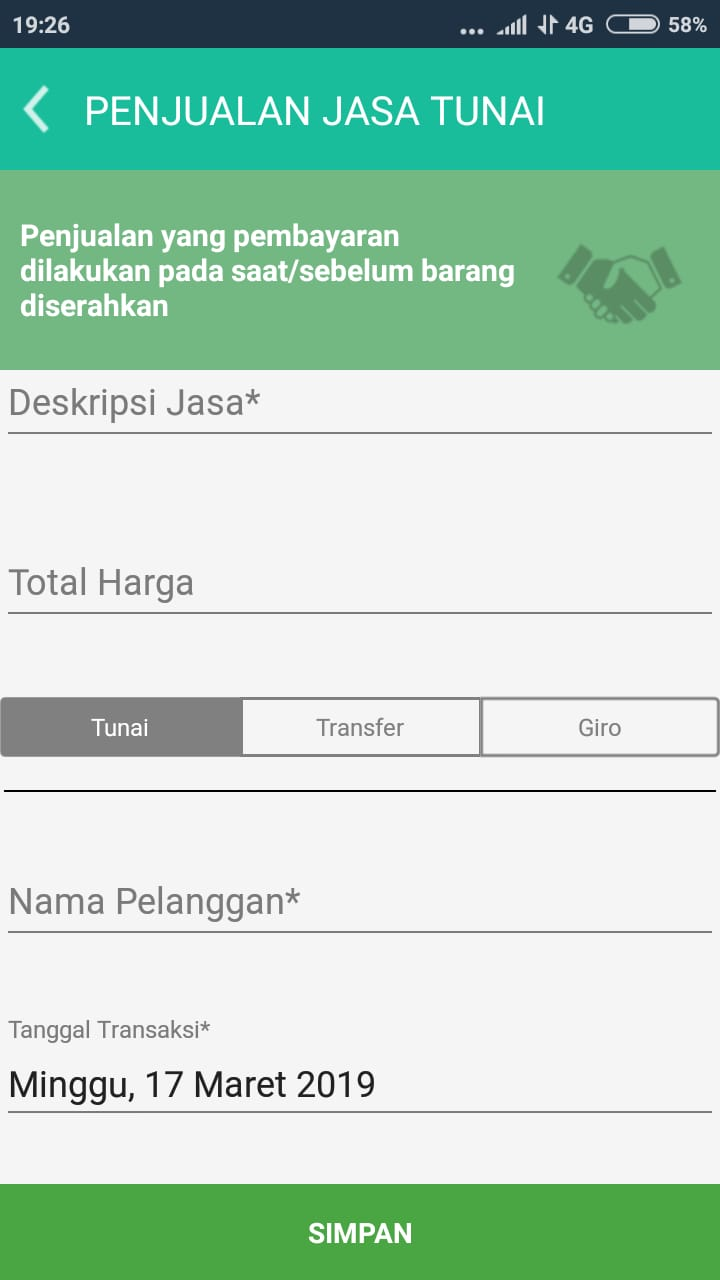 19:26
4G
58%
PENJUALAN JASA TUNAI
Penjualan yang pembayaran
dilakukan pada saat/sebelum barang
diserahkan
Deskripsi Jasa*
Total Harga
Tunai
Transfer
Giro
Nama Pelanggan*
Tanggal Transaksi*
Minggu, 17 Maret 2019
SIMPAN